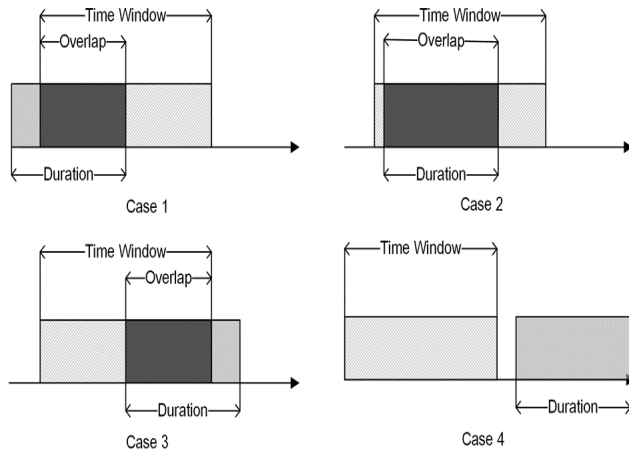 Time Window
Overlap
Duration
Case 1
Time Window
Overlap
Duration
Case 2
Time Window
Overlap
Duration
Case 3
Time Window
Duration
Case 4